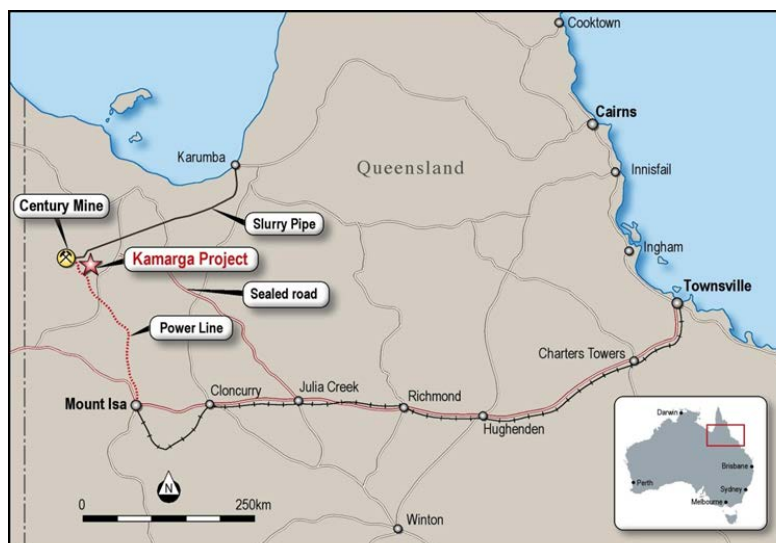 Cooktown
Cairns
Karumba
Queensland
Innisfail
Century Mine
Slurry Pipe
Kamarga Project
Ingham
Sealed road
Townsville
Power Line
Charters Towers
Mount Isa
Cloncurry
Julia Creek
Richmond
Hughenden
N
0
250km
Winton
Darwin
Brisbane
Perth
Sydney
Melbourne